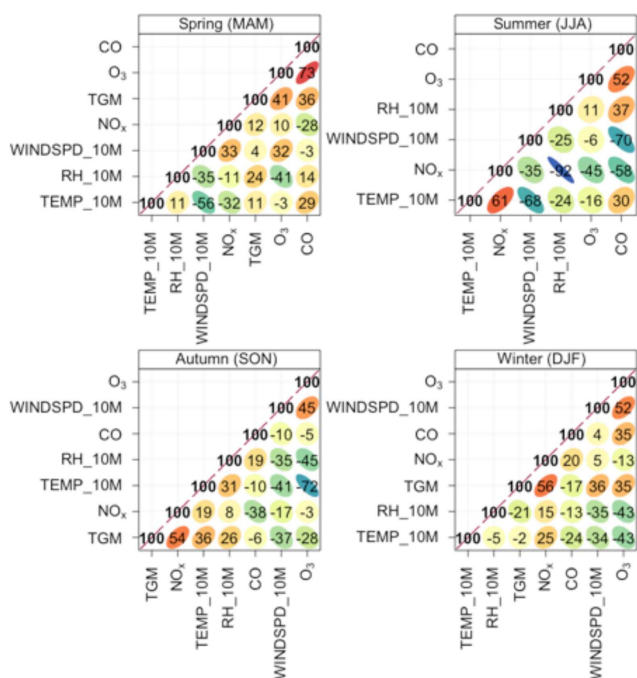 Spring (MAM)
CO 100
O₃ 100 73
TGM 100 41 36
NOₓ 100 12 10 -28
WINDSPD_10M 100 33 4 32 -3
RH_10M 100 -35 -11 24 -41 14
TEMP_10M 100 11 -56 -32 11 -3 29
TEMP_10M RH_10M WINDSPD_10M NOₓ TGM O₃ CO
Summer (JJA)
CO 100
O₃ 100 52
RH_10M 100 11 37
WINDSPD_10M 100 -25 -6 -70
NOₓ 100 -35 -92 -45 -58
TEMP_10M 100 61 -68 -24 -16 30
TEMP_10M NOₓ WINDSPD_10M RH_10M O₃ CO
Autumn (SON)
O₃ 100
WINDSPD_10M 100 45
CO 100 -10 -5
RH_10M 100 19 -35 -45
TEMP_10M 100 31 -10 -41 -72
NOₓ 100 19 8 -38 -17 -3
TGM 100 54 36 26 -6 -37 -28
TGM NOₓ TEMP_10M RH_10M CO WINDSPD_10M O₃
Winter (DJF)
O₃ 100
WINDSPD_10M 100 52
CO 100 4 35
NOₓ 100 20 5 -13
TGM 100 56 -17 36 35
RH_10M 100 -21 15 -13 -35 -43
TEMP_10M 100 -5 -2 25 -24 -34 -43
TEMP_10M RH_10M TGM NOₓ CO WINDSPD_10M O₃